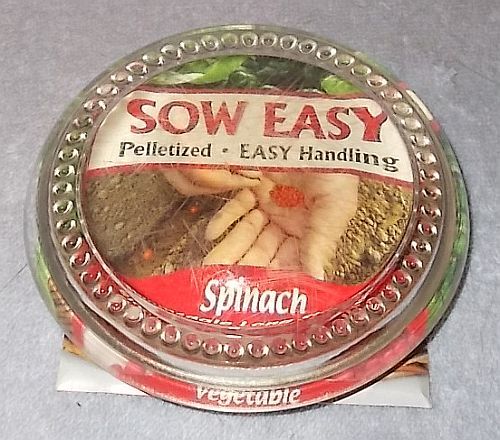 SOW EASY
Pelletized • EASY Handling
Spinach
Vegetable